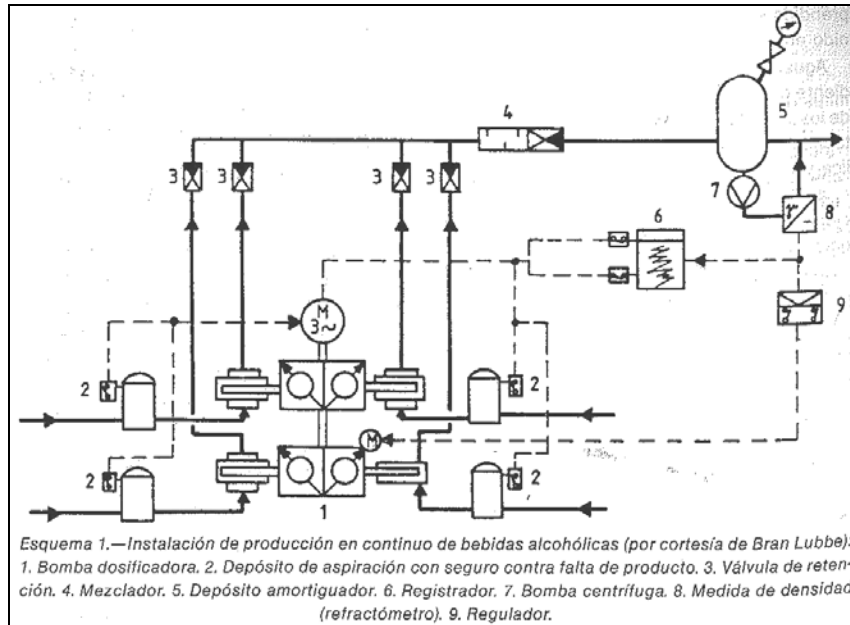 4
5
3
3
3
3
7
γ
8
6
M
3~
9
2
2
M
2
2
1
Esquema 1.—Instalación de producción en continuo de bebidas alcohólicas (por cortesía de Bran Lubbe):
1. Bomba dosificadora. 2. Depósito de aspiración con seguro contra falta de producto. 3. Válvula de reten-
ción. 4. Mezclador. 5. Depósito amortiguador. 6. Registrador. 7. Bomba centrífuga. 8. Medida de densidad
(refractómetro). 9. Regulador.